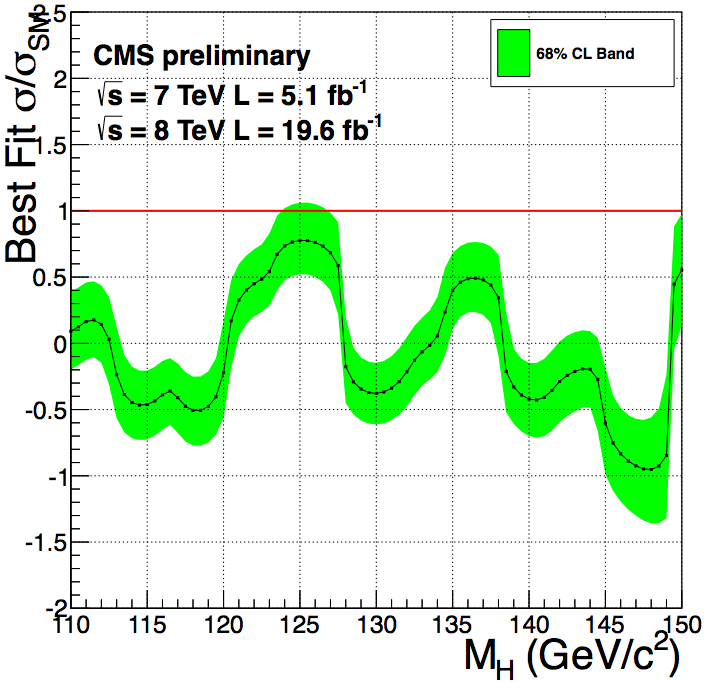 Best Fit σ/σ_SM
CMS preliminary
√s = 7 TeV L = 5.1 fb⁻¹
√s = 8 TeV L = 19.6 fb⁻¹
68% CL Band
2.5
2
1.5
1
0.5
0
-0.5
-1
-1.5
-2
110 115 120 125 130 135 140 145 150
M_H (GeV/c²)